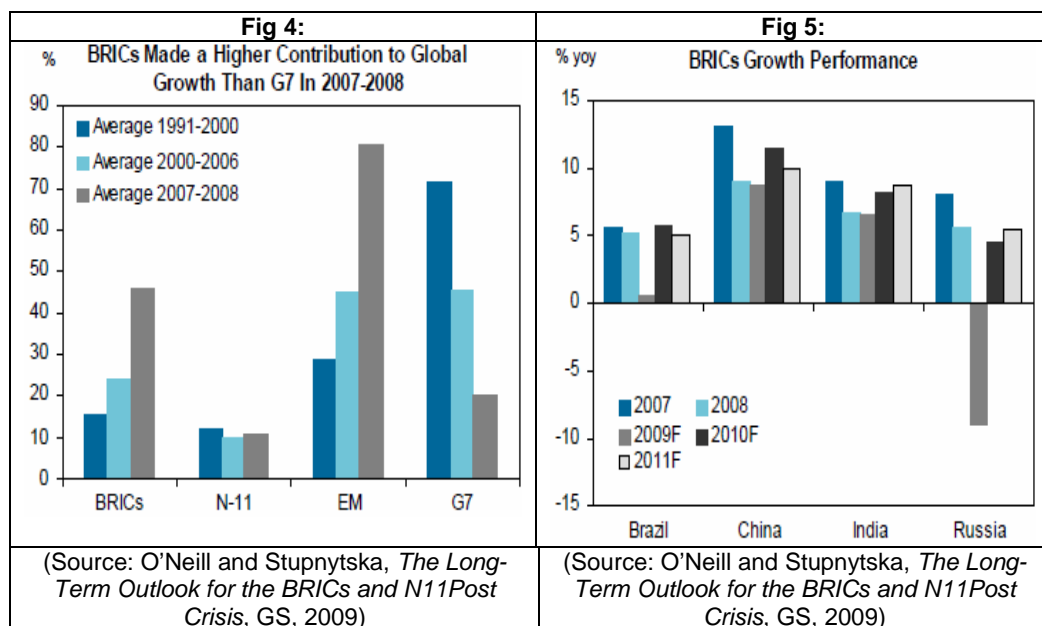 Fig 4:
%
BRICs Made a Higher Contribution to Global
Growth Than G7 In 2007-2008
90
80
70
60
50
40
30
20
10
0
Average 1991-2000
Average 2000-2006
Average 2007-2008
BRICs N-11 EM G7
(Source: O’Neill and Stupnytska, The Long-
Term Outlook for the BRICs and N11Post
Crisis, GS, 2009)
Fig 5:
% yoy
BRICs Growth Performance
15
10
5
0
-5
-10
-15
2007 2008
2009F 2010F
2011F
Brazil China India Russia
(Source: O’Neill and Stupnytska, The Long-
Term Outlook for the BRICs and N11Post
Crisis, GS, 2009)